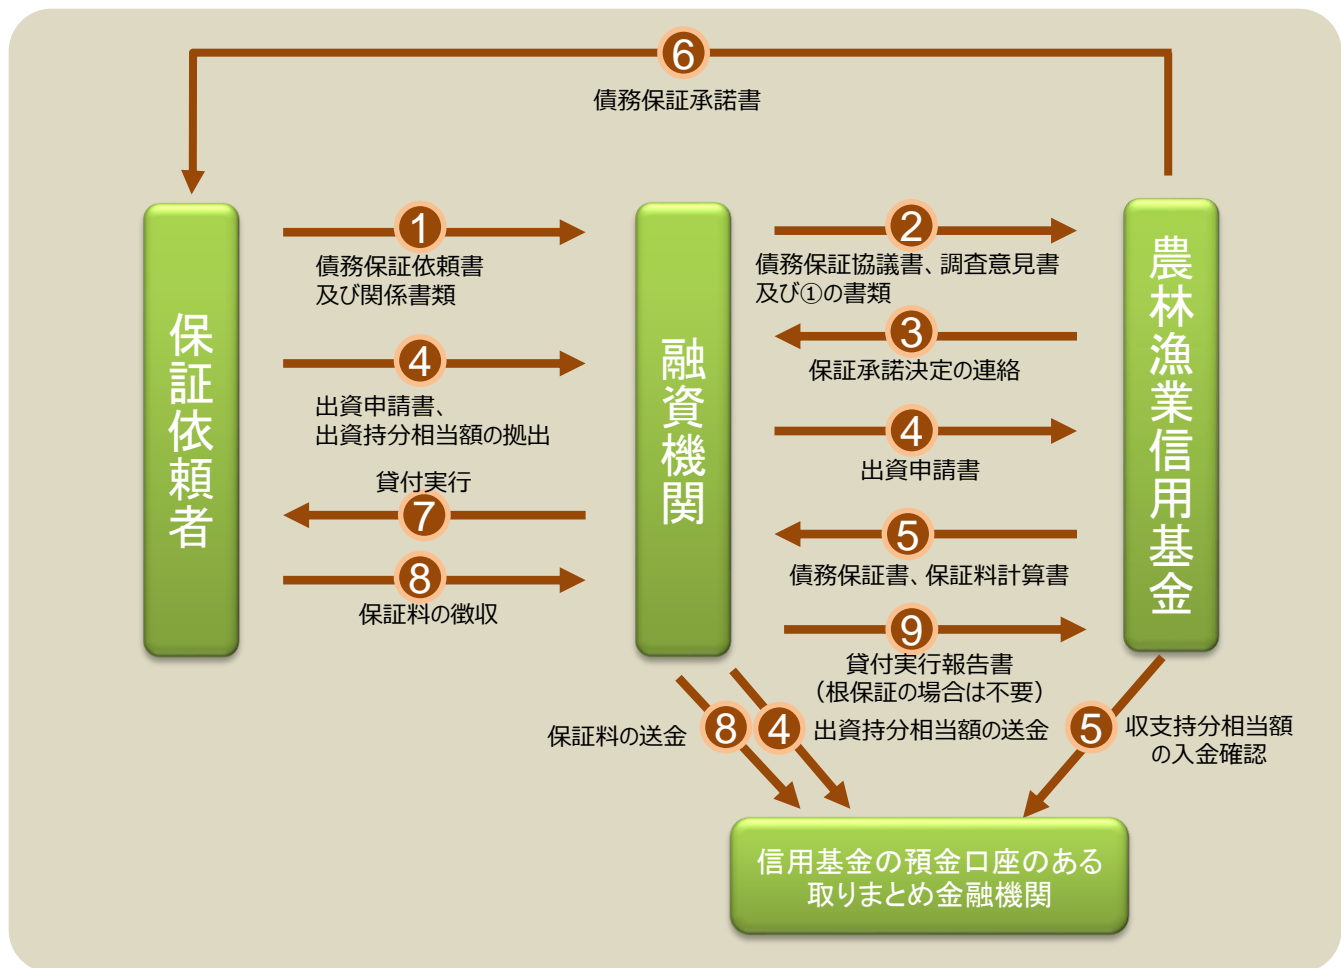 6
債務保証承諾書
保証依頼者
融資機関
農林漁業信用基金
1
債務保証依頼書
及び関係書類
2
債務保証協議書、調査意見書
及び①の書類
3
保証承諾決定の連絡
4
出資申請書、
出資持分相当額の拠出
4
出資申請書
貸付実行
7
5
債務保証書、保証料計算書
8
保証料の徴収
9
貸付実行報告書
（根保証の場合は不要）
保証料の送金
8
4
出資持分相当額の送金
5
収支持分相当額
の入金確認
信用基金の預金口座のある
取りまとめ金融機関